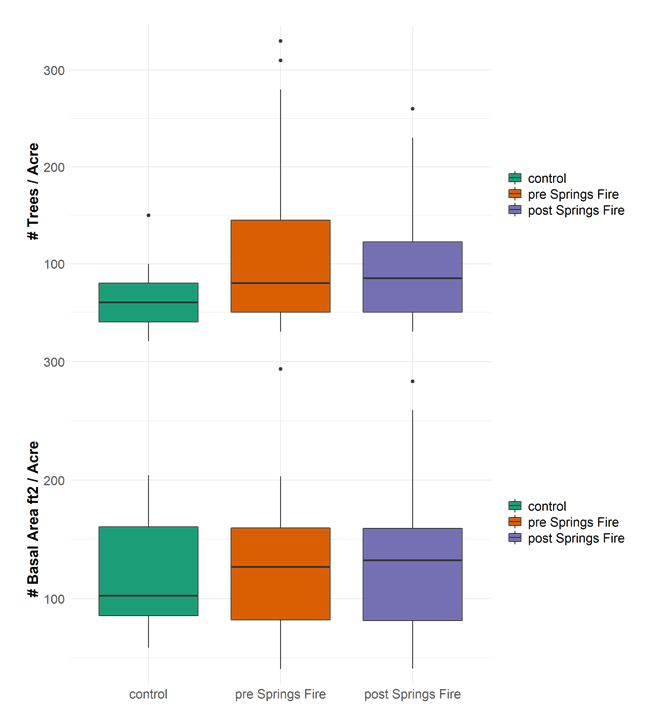 # Trees / Acre
300
200
100
control
pre Springs Fire
post Springs Fire
# Basal Area ft2 / Acre
300
200
100
control
pre Springs Fire
post Springs Fire
control
pre Springs Fire
post Springs Fire